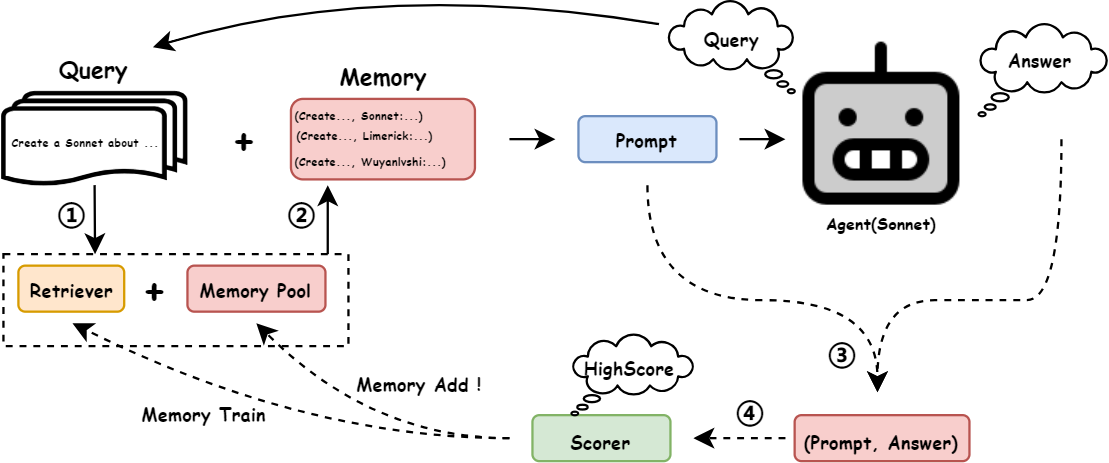 Query
Answer
Query
Memory
Create a Sonnet about ...
+
(Create..., Sonnet:...)
(Create..., Limerick:...)
(Create..., Wuyanlvshi:...)
Prompt
Agent(Sonnet)
①
②
Retriever
+
Memory Pool
③
HighScore
Memory Add !
Memory Train
④
Scorer
(Prompt, Answer)